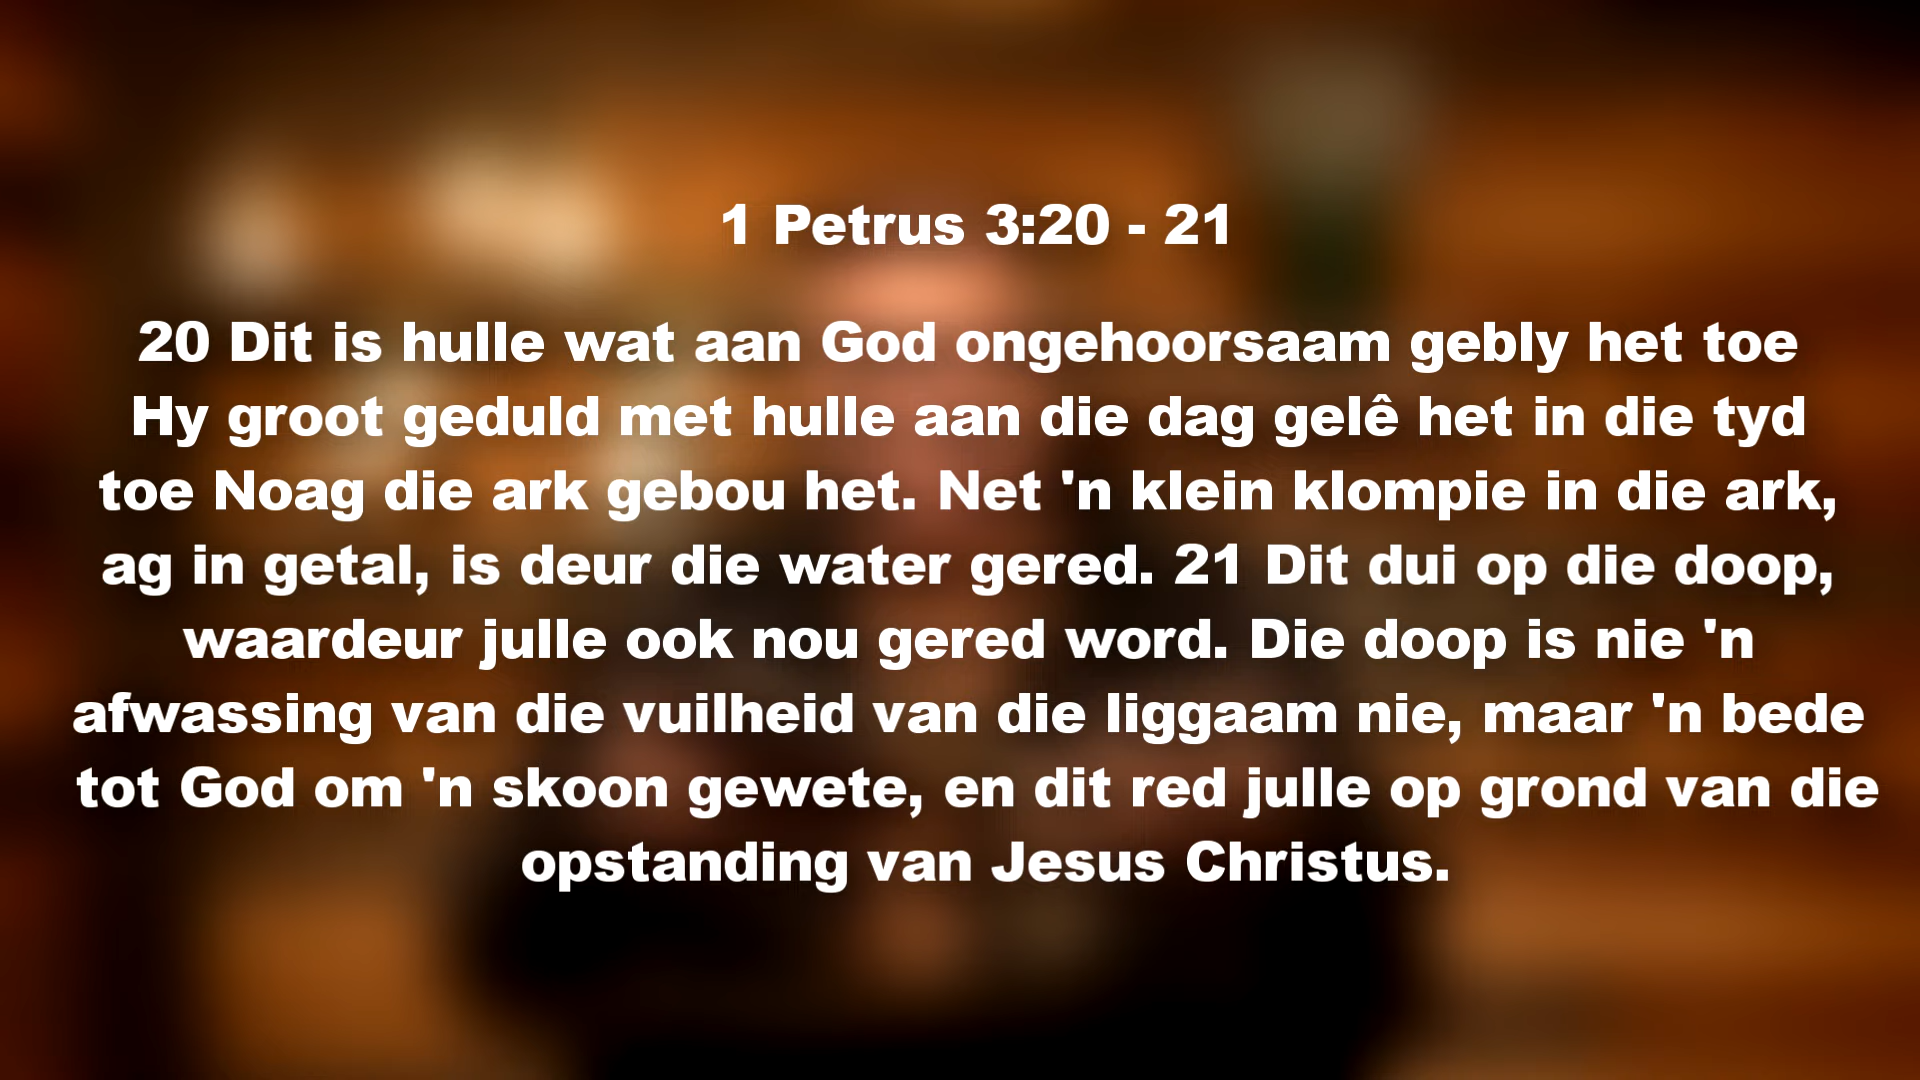 1 Petrus 3:20 - 21
20 Dit is hulle wat aan God ongehoorsaam gebly het toe
Hy groot geduld met hulle aan die dag gelê het in die tyd
toe Noag die ark gebou het. Net 'n klein klompie in die ark,
ag in getal, is deur die water gered. 21 Dit dui op die doop,
waardeur julle ook nou gered word. Die doop is nie 'n
afwassing van die vuilheid van die liggaam nie, maar 'n bede
tot God om 'n skoon gewete, en dit red julle op grond van die
opstanding van Jesus Christus.